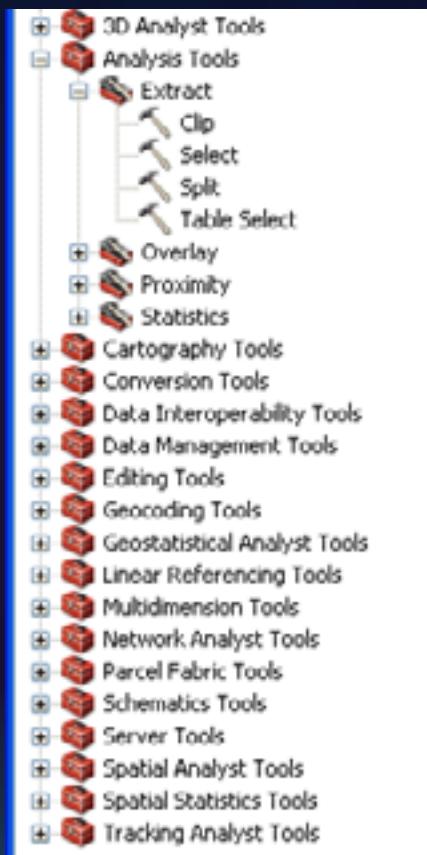 3D Analyst Tools
Analysis Tools
Extract
Clip
Select
Split
Table Select
Overlay
Proximity
Statistics
Cartography Tools
Conversion Tools
Data Interoperability Tools
Data Management Tools
Editing Tools
Geocoding Tools
Geostatistical Analyst Tools
Linear Referencing Tools
Multidimension Tools
Network Analyst Tools
Parcel Fabric Tools
Schematics Tools
Server Tools
Spatial Analyst Tools
Spatial Statistics Tools
Tracking Analyst Tools